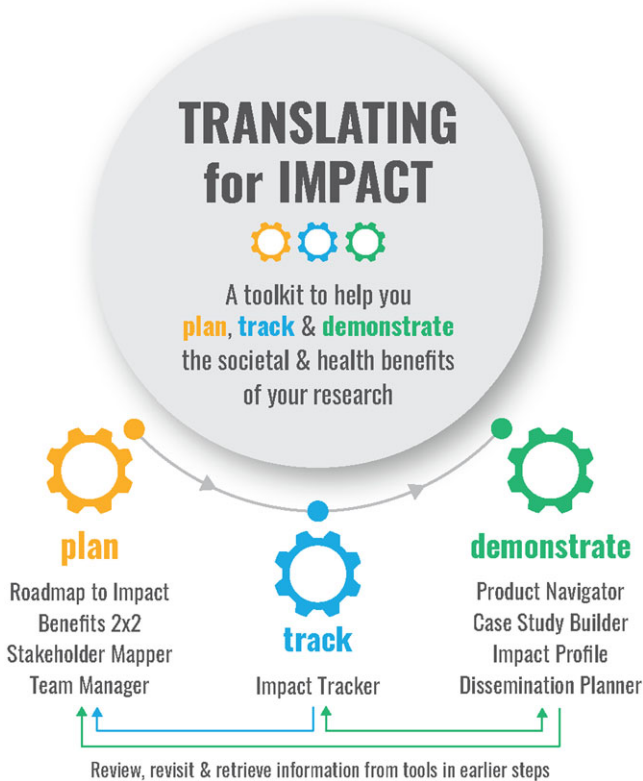 TRANSLATING
for IMPACT
A toolkit to help you
plan, track & demonstrate
the societal & health benefits
of your research
plan
Roadmap to Impact
Benefits 2x2
Stakeholder Mapper
Team Manager
track
Impact Tracker
demonstrate
Product Navigator
Case Study Builder
Impact Profile
Dissemination Planner
Review, revisit & retrieve information from tools in earlier steps